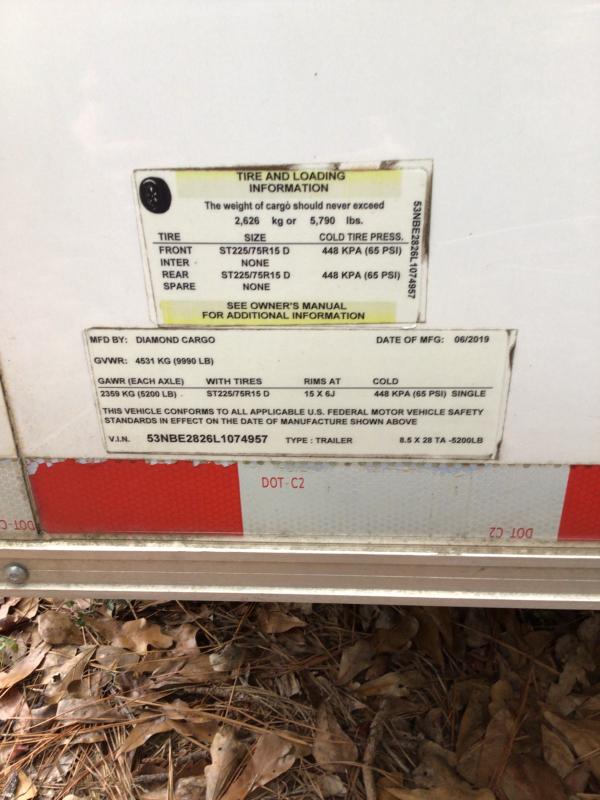 TIRE AND LOADING
INFORMATION
The weight of cargo should never exceed
2,626 kg or 5,790 lbs.
TIRE SIZE COLD TIRE PRESS.
FRONT ST225/75R15 D 448 KPA (65 PSI)
INTER NONE
REAR ST225/75R15 D 448 KPA (65 PSI)
SPARE NONE
SEE OWNER'S MANUAL
FOR ADDITIONAL INFORMATION
53NBE2826L1074957
MFD BY: DIAMOND CARGO DATE OF MFG: 06/2019
GVWR: 4531 KG (9990 LB)
GAWR (EACH AXLE) WITH TIRES RIMS AT COLD
2359 KG (5200 LB) ST225/75R15 D 15 X 6J 448 KPA (65 PSI) SINGLE
THIS VEHICLE CONFORMS TO ALL APPLICABLE U.S. FEDERAL MOTOR VEHICLE SAFETY
STANDARDS IN EFFECT ON THE DATE OF MANUFACTURE SHOWN ABOVE
V.I.N. 53NBE2826L1074957 TYPE : TRAILER 8.5 X 28 TA -5200LB
DOT-C2
DOT-C2
DOT-C2